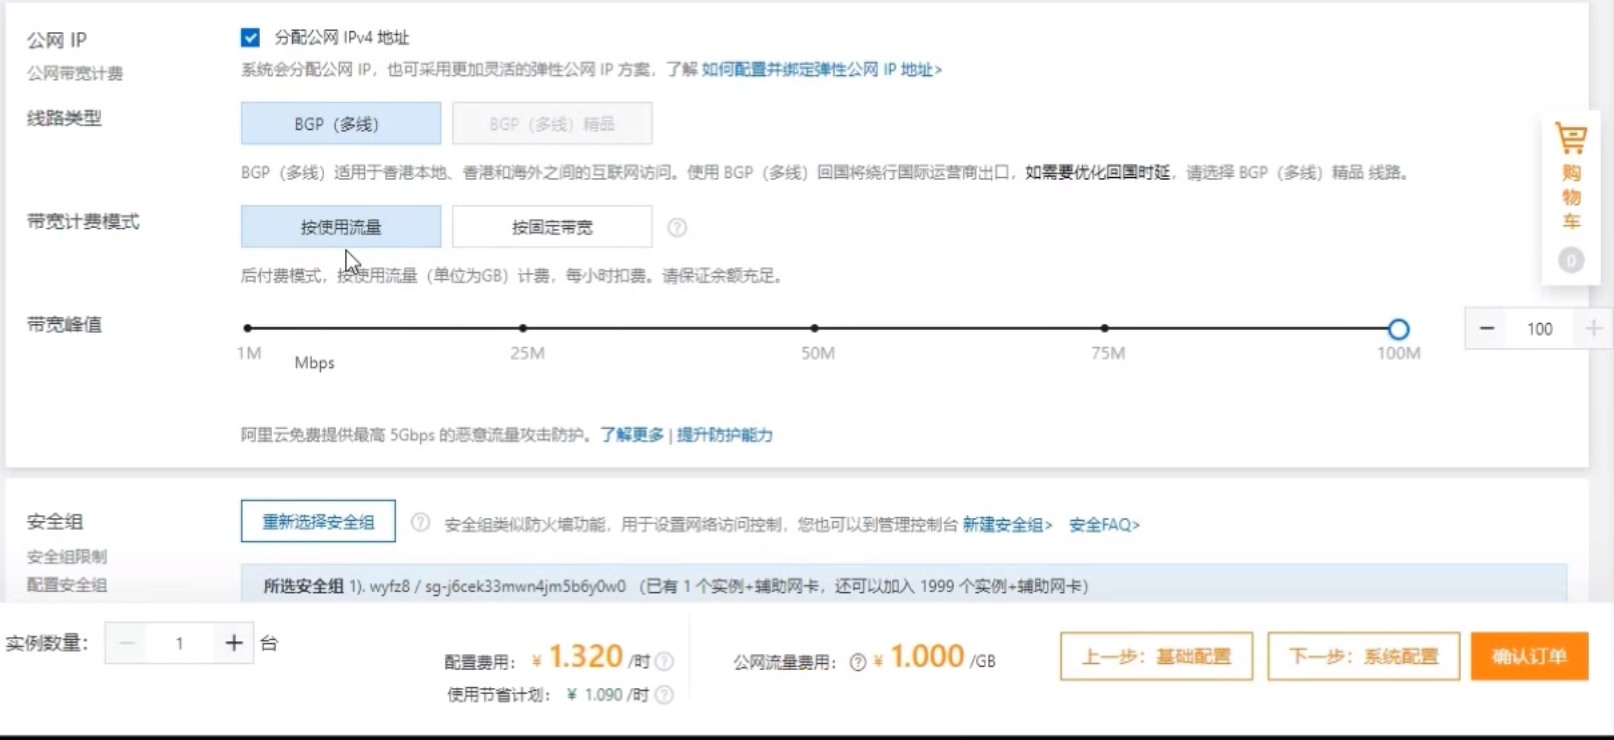 公网 IP
分配公网 IPv4 地址
公网带宽计费
系统会分配公网 IP，也可采用更加灵活的弹性公网 IP 方案，了解 如何配置并绑定弹性公网 IP 地址>
线路类型
BGP（多线）
BGP（多线）精品
BGP（多线）适用于香港本地、香港和海外之间的互联网访问。使用 BGP（多线）回国将绕行国际运营商出口，如需要优化回国时延，请选择 BGP（多线）精品 线路。
带宽计费模式
按使用流量
按固定带宽
后付费模式，按使用流量（单位为GB）计费，每小时扣费。请保证余额充足。
带宽峰值
1M
25M
50M
75M
100M
Mbps
100
阿里云免费提供最高 5Gbps 的恶意流量攻击防护。了解更多 | 提升防护能力
购物车
0
安全组
重新选择安全组
安全组类似防火墙功能，用于设置网络访问控制，您也可以到管理控制台 新建安全组> 安全FAQ>
安全组限制
配置安全组
所选安全组 1). wyfz8 / sg-j6cek33mwn4jm5b6y0w0 （已有 1 个实例+辅助网卡，还可以加入 1999 个实例+辅助网卡）
实例数量：
1
台
配置费用：¥ 1.320 /时
使用节省计划：¥ 1.090 /时
公网流量费用：¥ 1.000 /GB
上一步：基础配置
下一步：系统配置
确认订单